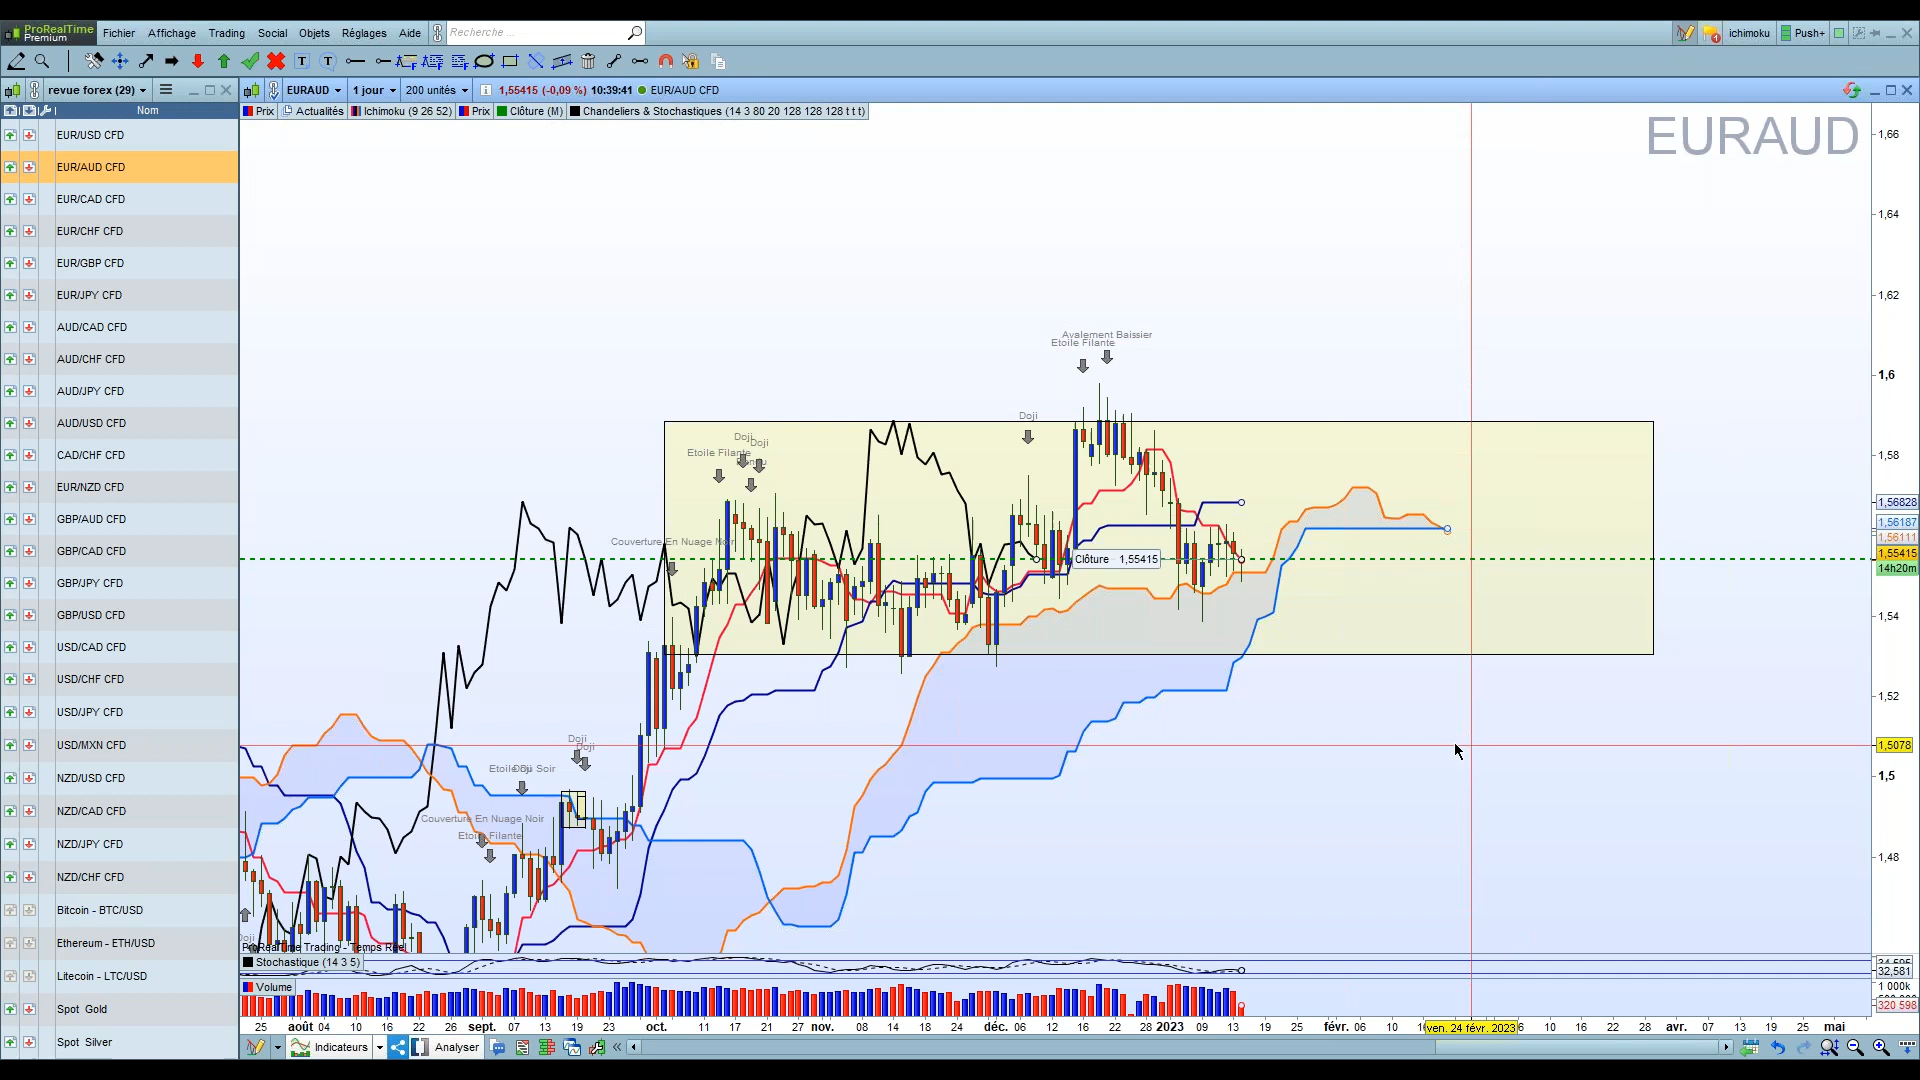 ProRealTime
Premium
Fichier Affichage Trading Social Objets Réglages Aide Recherche ... ichimoku Push+
revue forex (29) EURAUD 1 jour 200 unités 1,55415 (-0,09 %) 10:39:41 EUR/AUD CFD
Nom
Prix Actualités Ichimoku (9 26 52) Prix Clôture (M) Chandeliers & Stochastiques (14 3 80 20 128 128 128 t t t)
EURAUD
EUR/USD CFD
EUR/AUD CFD
EUR/CAD CFD
EUR/CHF CFD
EUR/GBP CFD
EUR/JPY CFD
AUD/CAD CFD
AUD/CHF CFD
AUD/JPY CFD
AUD/USD CFD
CAD/CHF CFD
EUR/NZD CFD
GBP/AUD CFD
GBP/CAD CFD
GBP/JPY CFD
GBP/USD CFD
USD/CAD CFD
USD/CHF CFD
USD/JPY CFD
USD/MXN CFD
NZD/USD CFD
NZD/CAD CFD
NZD/JPY CFD
NZD/CHF CFD
Bitcoin - BTC/USD
Ethereum - ETH/USD
Litecoin - LTC/USD
Spot Gold
Spot Silver
Avalement Baissier
Etoile Filante
Doji
Doji
Doji
Etoile Filante
Couverture En Nuage Noir
Clôture 1,55415
Doji
Doji
Etoile Du Soir
Couverture En Nuage Noir
Etoile Filante
Doji
1,66
1,64
1,62
1,6
1,58
1,56828
1,56187
1,56111
1,55415
14h20m
1,54
1,52
1,5078
1,5
1,48
ProRealTime Trading - Temps Réel
Stochastique (14 3 5)
32,581
Volume
1 000k
320 598
25 août 04 10 16 22 26 sept. 07 13 19 23 oct. 11 17 21 27 nov. 08 14 18 24 déc. 06 12 16 22 28 2023 09 13 19 25 févr. 06 10 ven. 24 févr. 2023 10 16 22 28 avr. 07 13 19 25 mai
Indicateurs Analyser